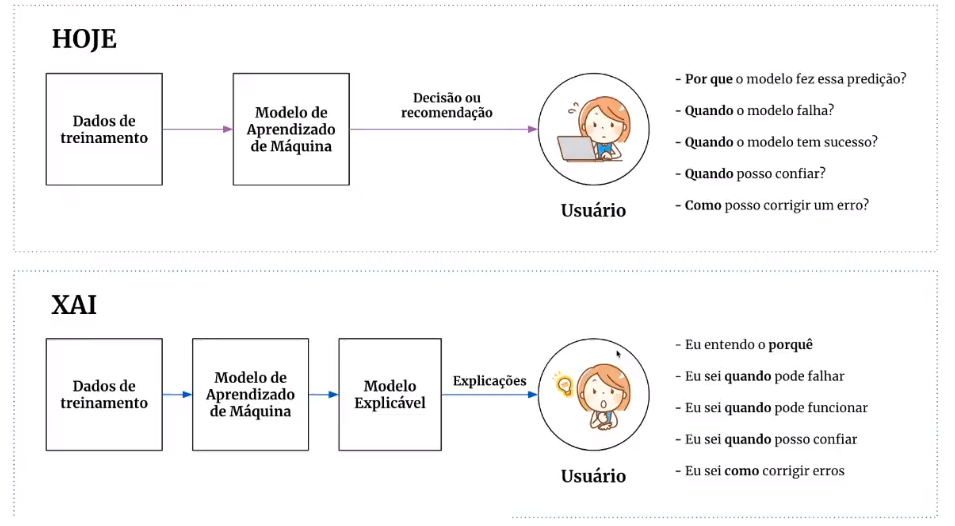 HOJE
Dados de
treinamento
Modelo de
Aprendizado
de Máquina
Decisão ou
recomendação
Usuário
- Por que o modelo fez essa predição?
- Quando o modelo falha?
- Quando o modelo tem sucesso?
- Quando posso confiar?
- Como posso corrigir um erro?
XAI
Dados de
treinamento
Modelo de
Aprendizado
de Máquina
Modelo
Explicável
Explicações
Usuário
- Eu entendo o porquê
- Eu sei quando pode falhar
- Eu sei quando pode funcionar
- Eu sei quando posso confiar
- Eu sei como corrigir erros